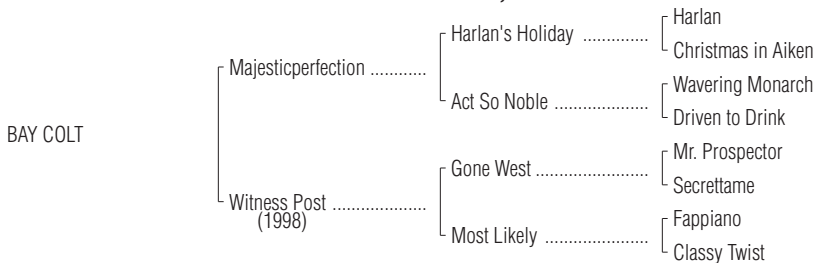 Harlan
Harlan's Holiday ..............
Christmas in Aiken
Majesticperfection ............
Wavering Monarch
Act So Noble ....................
Driven to Drink
BAY COLT
Mr. Prospector
Gone West ........................
Secrettame
Witness Post ....................
(1998)
Fappiano
Most Likely ......................
Classy Twist